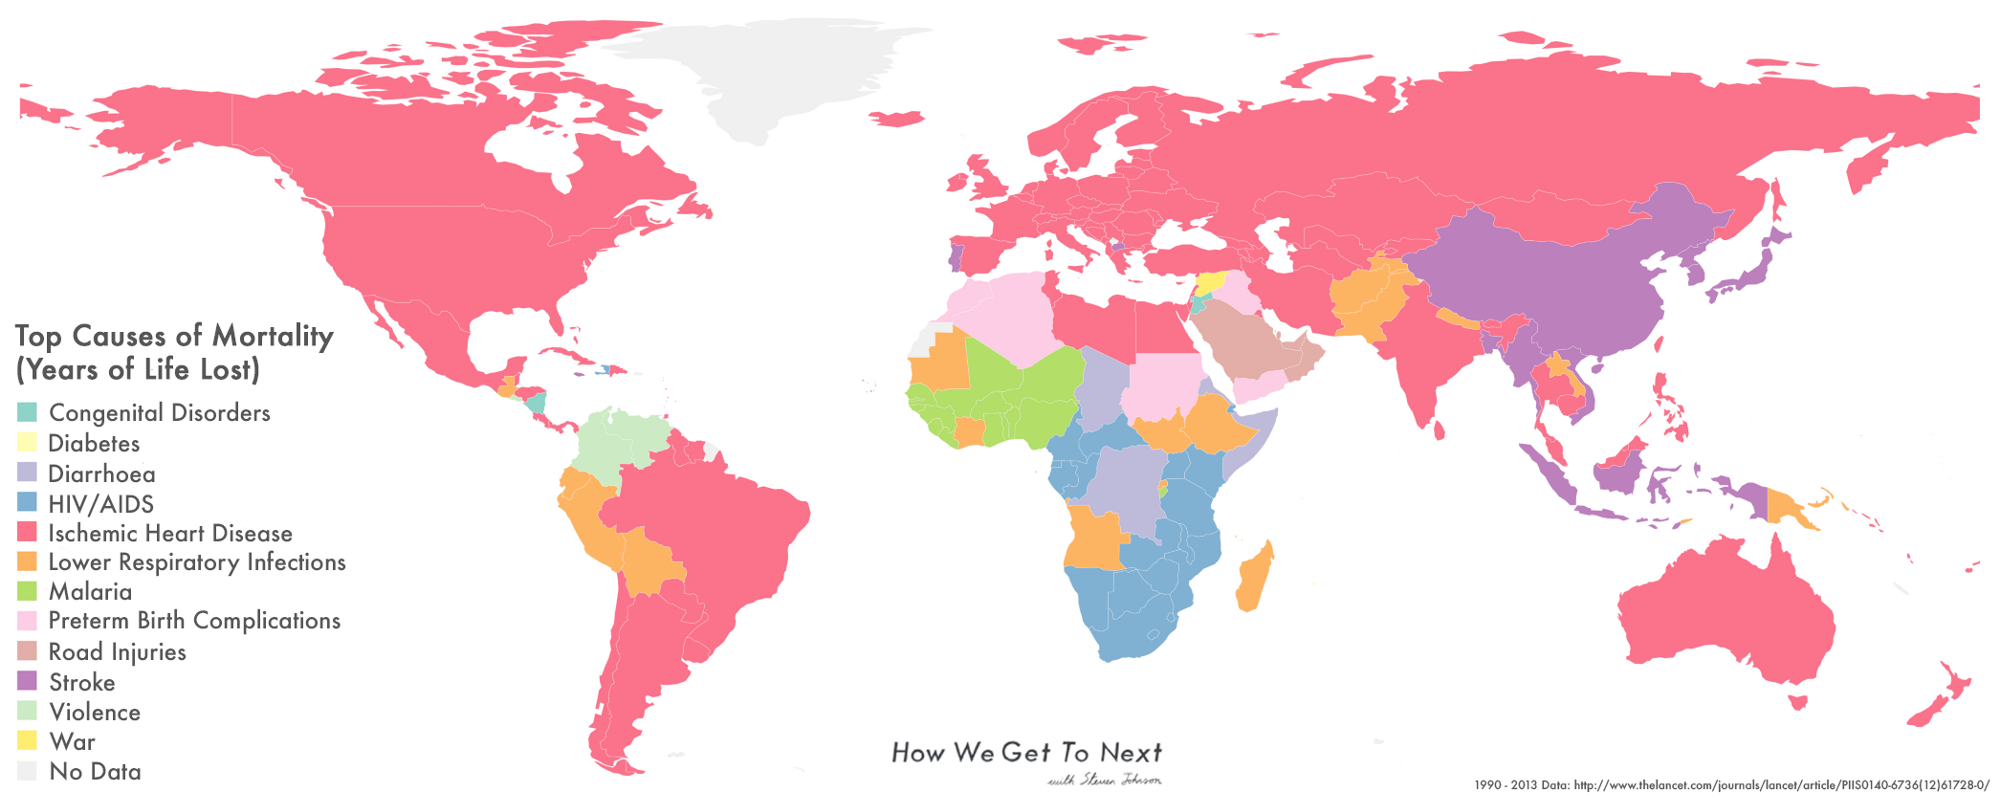 Top Causes of Mortality
(Years of Life Lost)
Congenital Disorders
Diabetes
Diarrhoea
HIV/AIDS
Ischemic Heart Disease
Lower Respiratory Infections
Malaria
Preterm Birth Complications
Road Injuries
Stroke
Violence
War
No Data
How We Get To Next
with Steven Johnson
1990 - 2013 Data: http://www.thelancet.com/journals/lancet/article/PIIS0140-6736(12)61728-0/